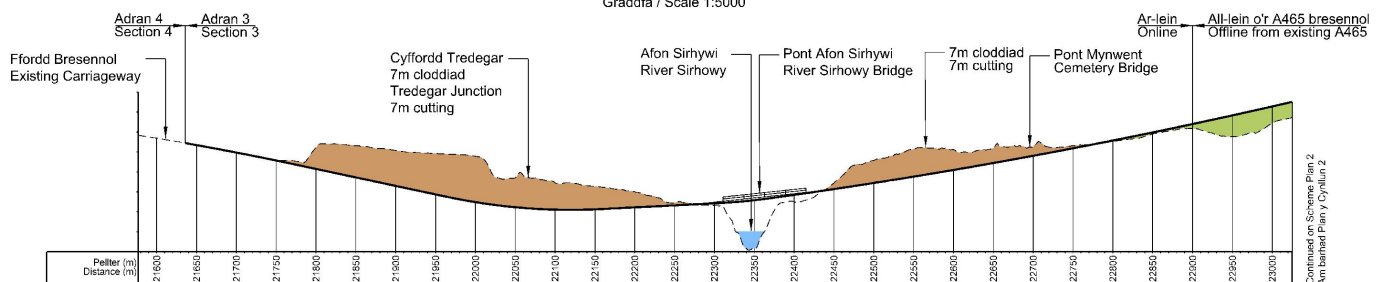 Graddfa / Scale 1:5000
Adran 4
Section 4
Adran 3
Section 3
Ar-lein
Online
All-lein o'r A465 bresennol
Offline from existing A465
Ffordd Bresennol
Existing Carriageway
Cyffordd Tredegar
7m cloddiad
Tredegar Junction
7m cutting
Afon Sirhywi
River Sirhowy
Pont Afon Sirhywi
River Sirhowy Bridge
7m cloddiad
7m cutting
Pont Mynwent
Cemetery Bridge
Pellter (m)
Distance (m)
21600
21650
21700
21750
21800
21850
21900
21950
22000
22050
22100
22150
22200
22250
22300
22350
22400
22450
22500
22550
22600
22650
22700
22750
22800
22850
22900
22950
23000
Continued on Scheme Plan 2
Am barhad Plan y Cynllun 2